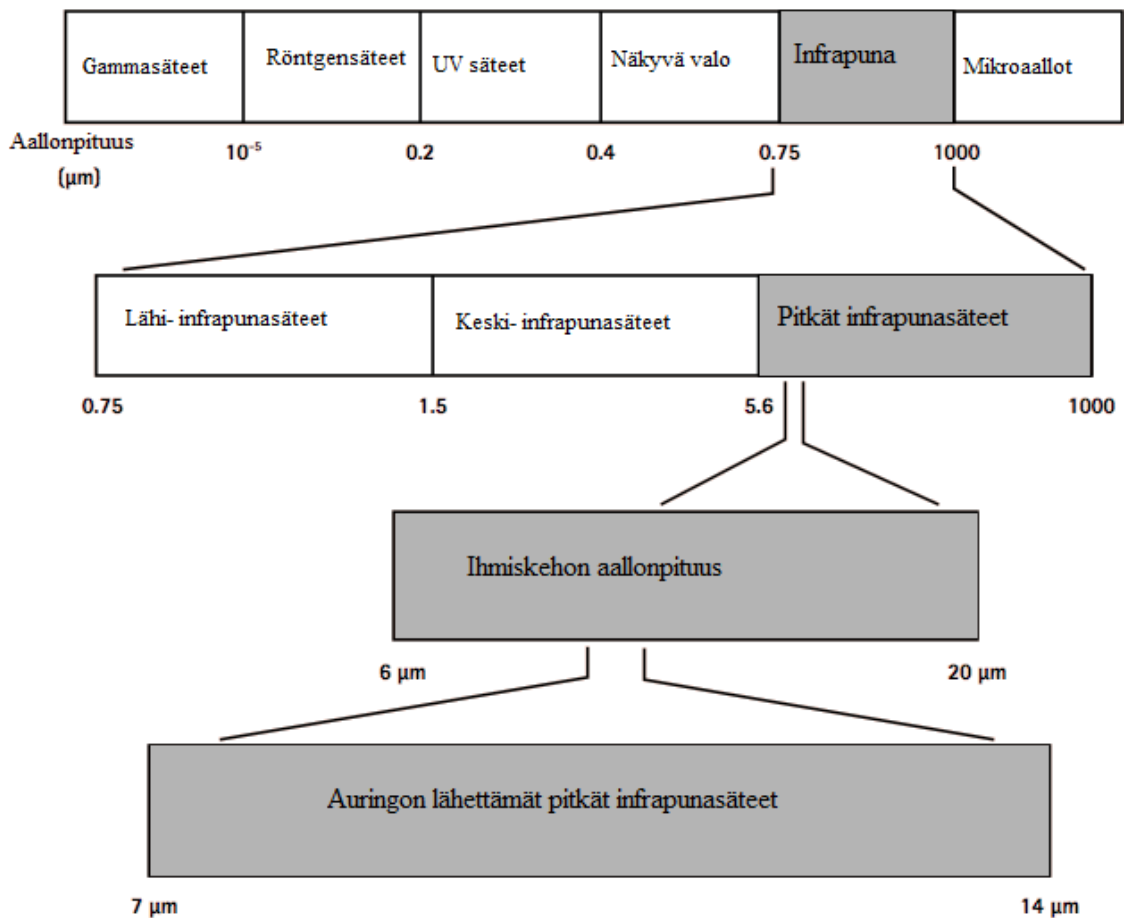 Gammasäteet Röntgensäteet UV säteet Näkyvä valo Infrapuna Mikroaallot
Aallonpituus
(µm)
10⁻⁵ 0.2 0.4 0.75 1000
Lähi- infrapunasäteet Keski- infrapunasäteet Pitkät infrapunasäteet
0.75 1.5 5.6 1000
Ihmiskehon aallonpituus
6 µm 20 µm
Auringon lähettämät pitkät infrapunasäteet
7 µm 14 µm